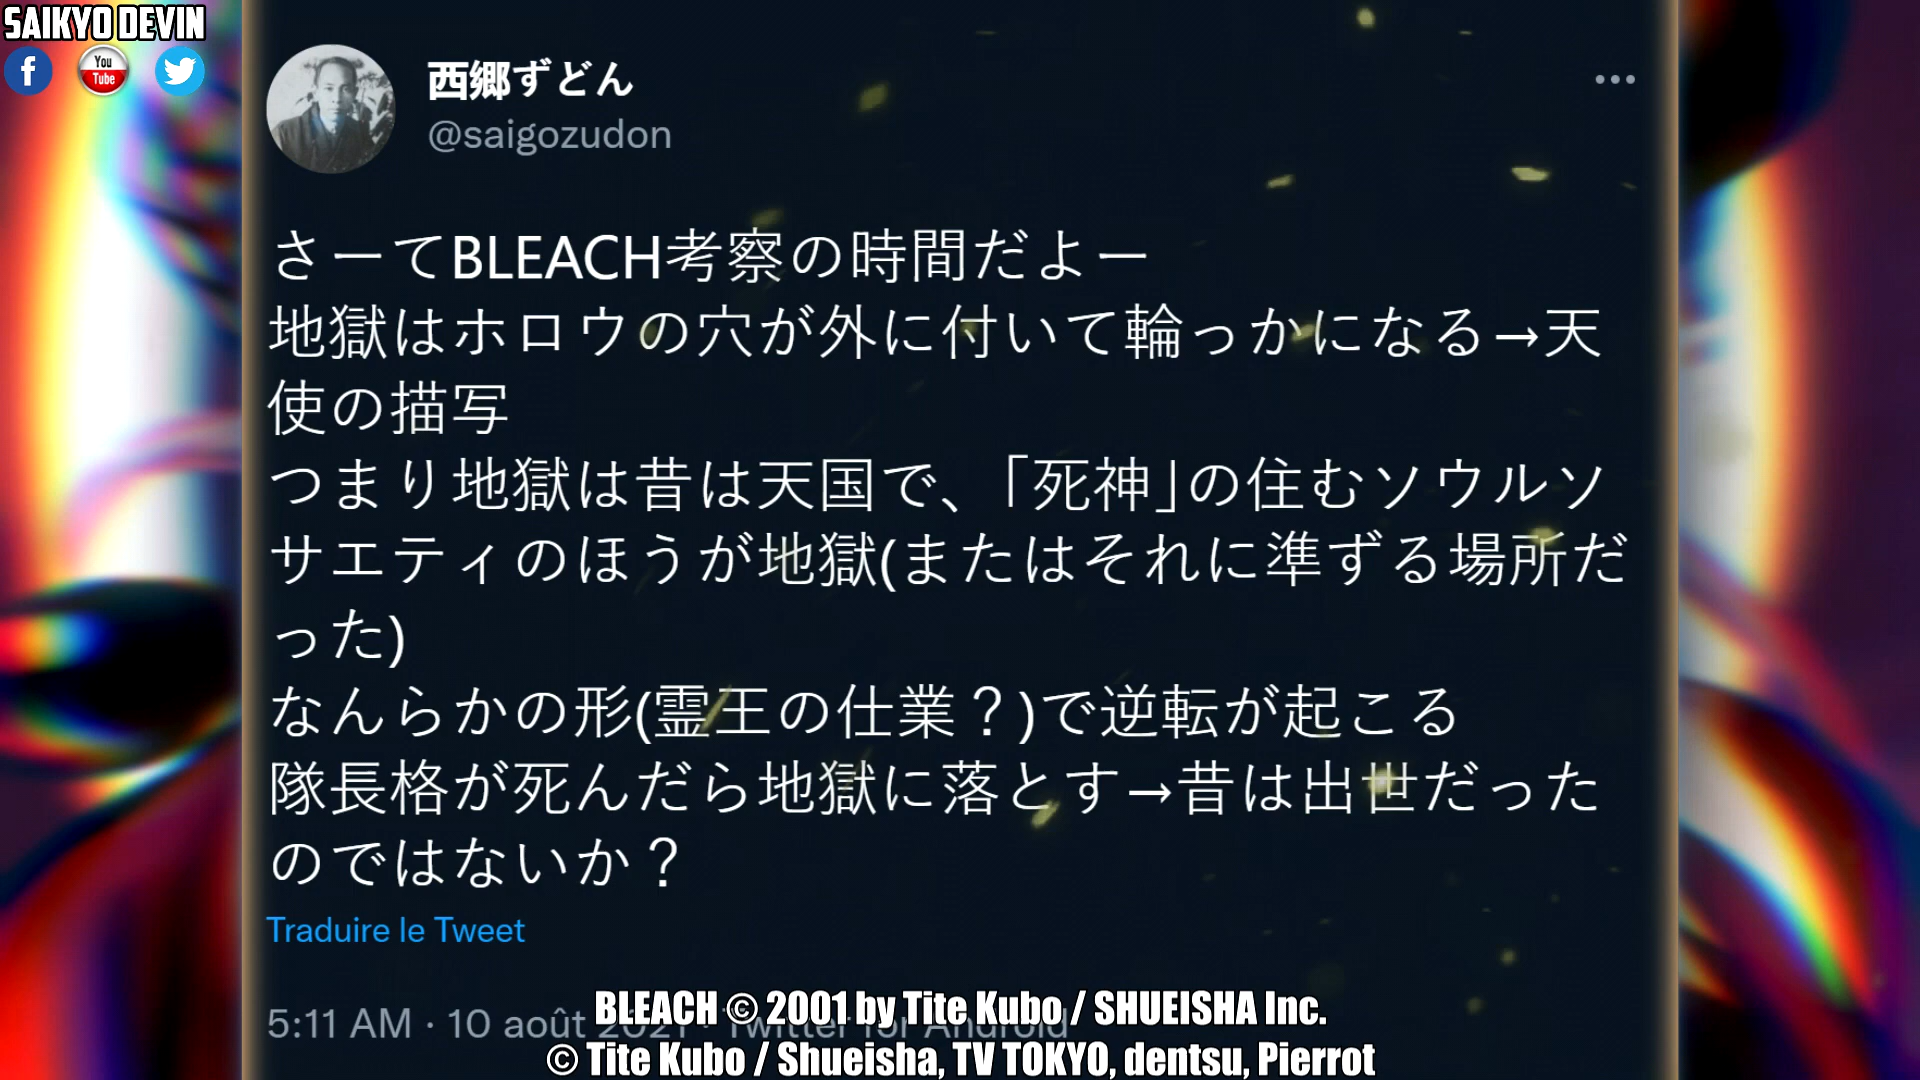 SAIKYO DEVIN
You
Tube
西郷ずどん
@saigozudon
さーてBLEACH考察の時間だよー
地獄はホロウの穴が外に付いて輪っかになる→天
使の描写
つまり地獄は昔は天国で、「死神」の住むソウルソ
サエティのほうが地獄(またはそれに準ずる場所だ
った)
なんらかの形(霊王の仕業？)で逆転が起こる
隊長格が死んだら地獄に落とす→昔は出世だった
のではないか？
Traduire le Tweet
5:11 AM · 10 août 2021 · Twitter for Android
BLEACH © 2001 by Tite Kubo / SHUEISHA Inc.
© Tite Kubo / Shueisha, TV TOKYO, dentsu, Pierrot